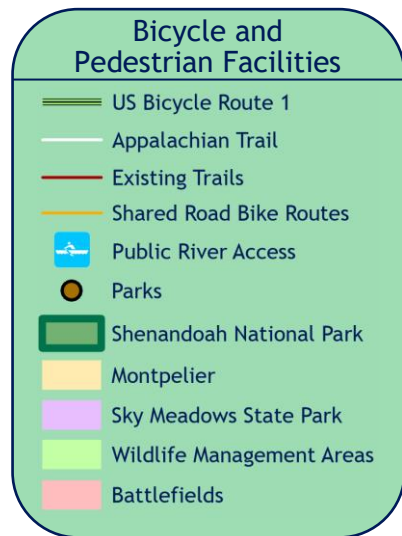 Bicycle and
Pedestrian Facilities
US Bicycle Route 1
Appalachian Trail
Existing Trails
Shared Road Bike Routes
Public River Access
Parks
Shenandoah National Park
Montpelier
Sky Meadows State Park
Wildlife Management Areas
Battlefields